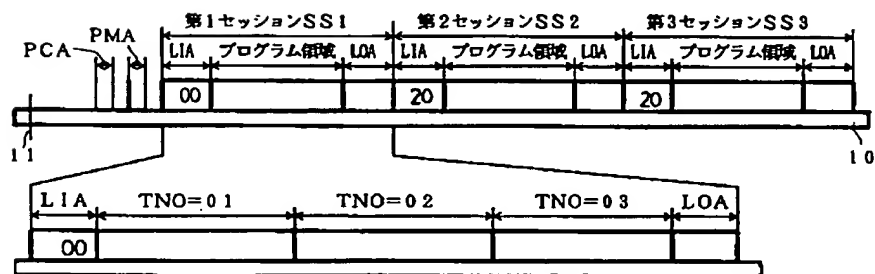 第1セッションSS1 第2セッションSS2 第3セッションSS3
PCA PMA LIA プログラム領域 LOA LIA プログラム領域 LOA LIA プログラム領域 LOA
00 20 20
11 10
LIA TNO=01 TNO=02 TNO=03 LOA
00